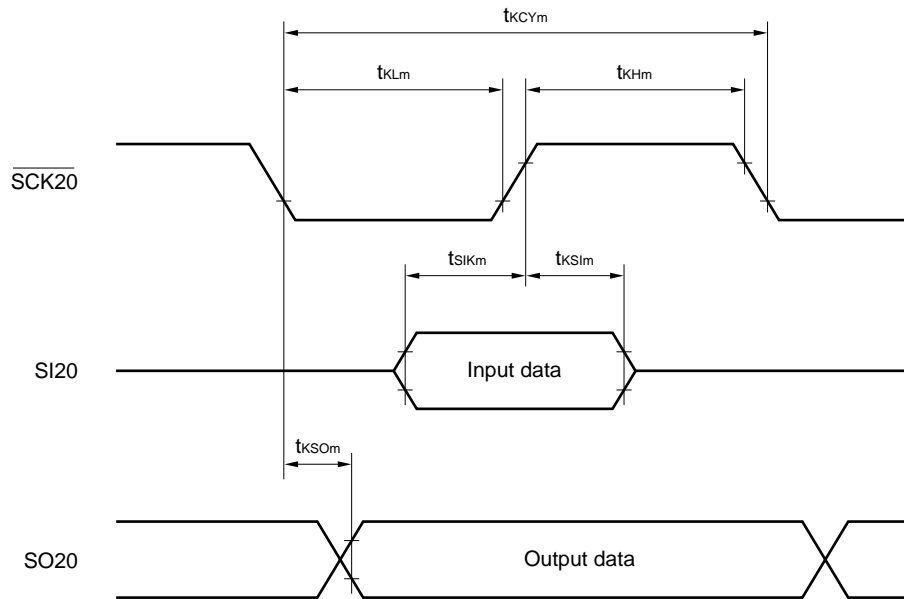 tKCYm
tKLm
tKHm
SCK20
tSIKm
tKSIm
SI20
Input data
tKSOm
SO20
Output data